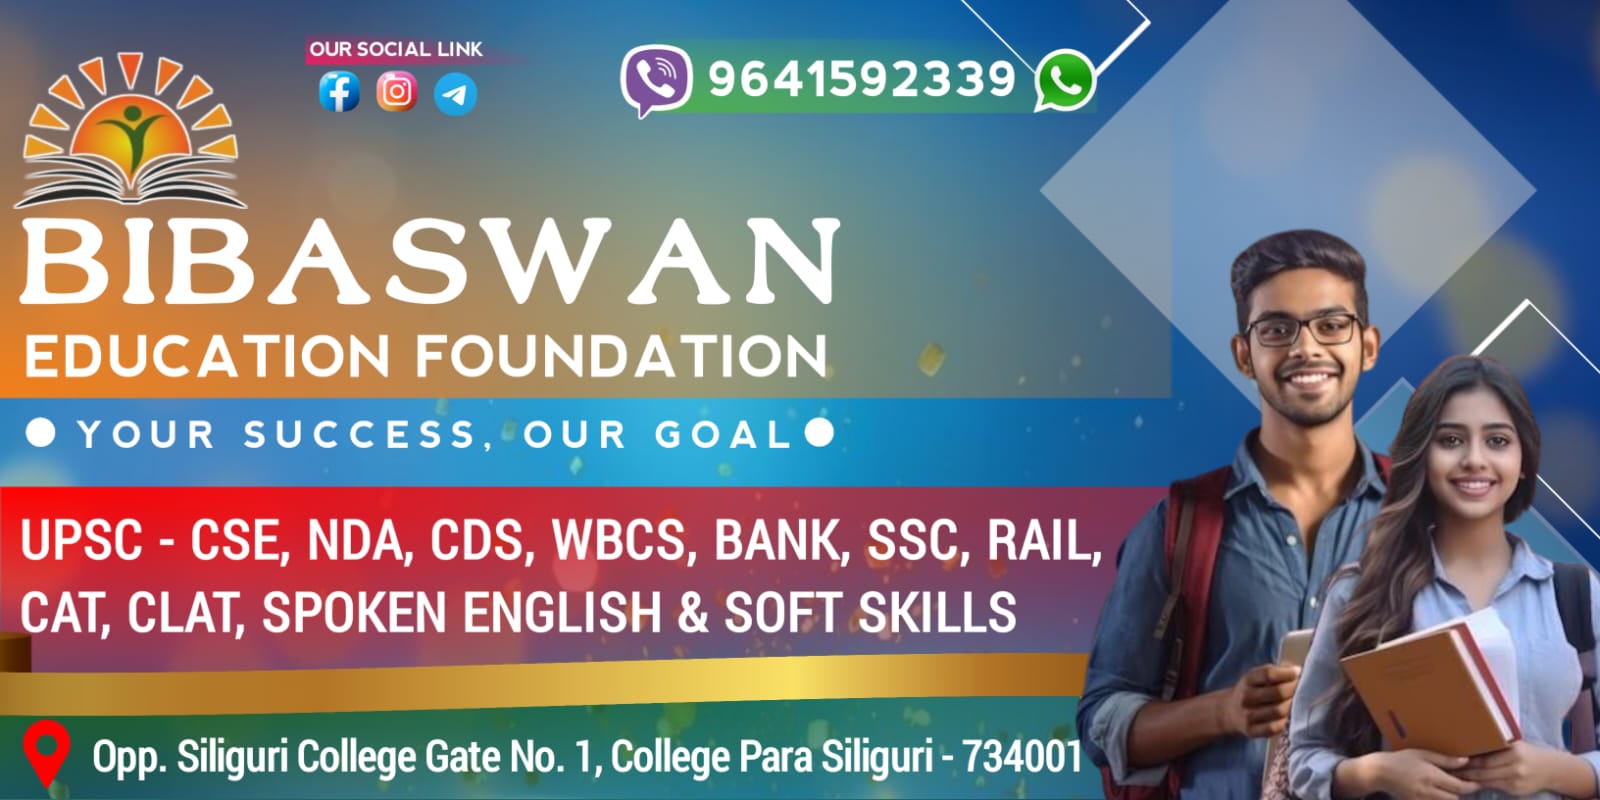 OUR SOCIAL LINK
9641592339
BIBASWAN
EDUCATION FOUNDATION
YOUR SUCCESS, OUR GOAL
UPSC - CSE, NDA, CDS, WBCS, BANK, SSC, RAIL,
CAT, CLAT, SPOKEN ENGLISH & SOFT SKILLS
Opp. Siliguri College Gate No. 1, College Para Siliguri - 734001